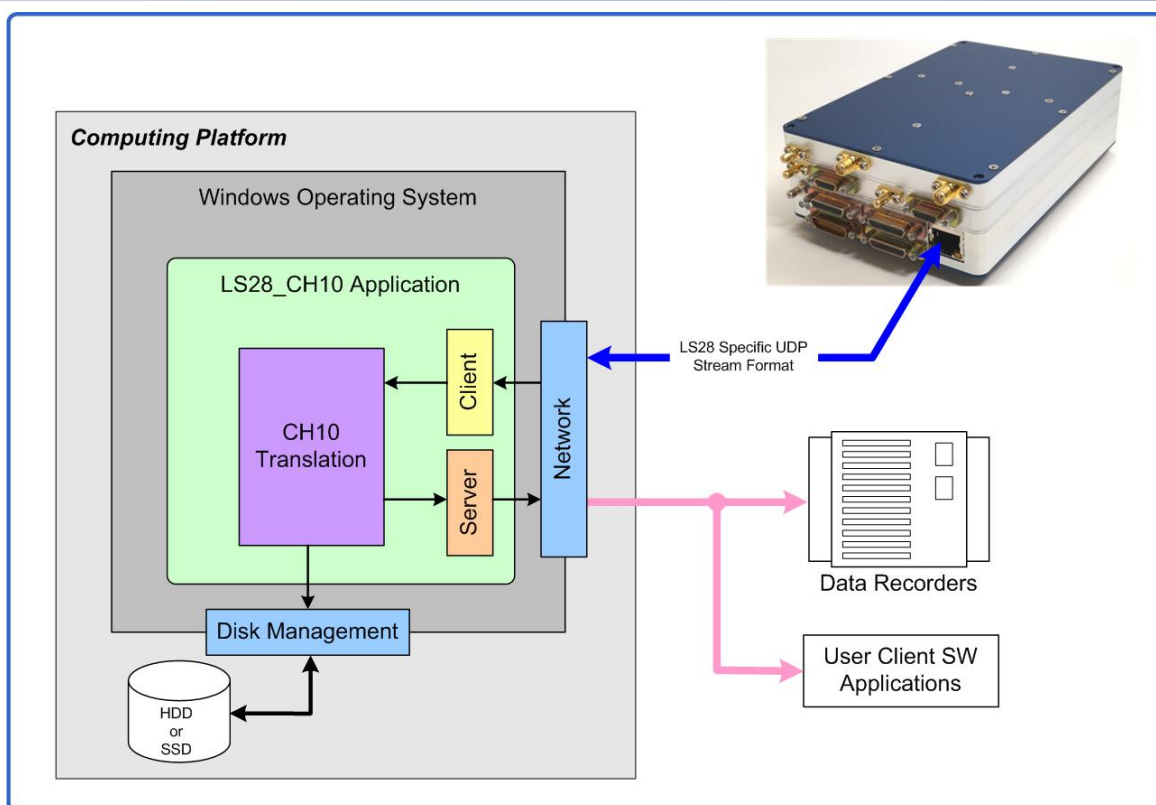 Computing Platform
Windows Operating System
LS28_CH10 Application
CH10
Translation
Client
Server
Network
Disk Management
HDD
or
SSD
LS28 Specific UDP
Stream Format
Data Recorders
User Client SW
Applications